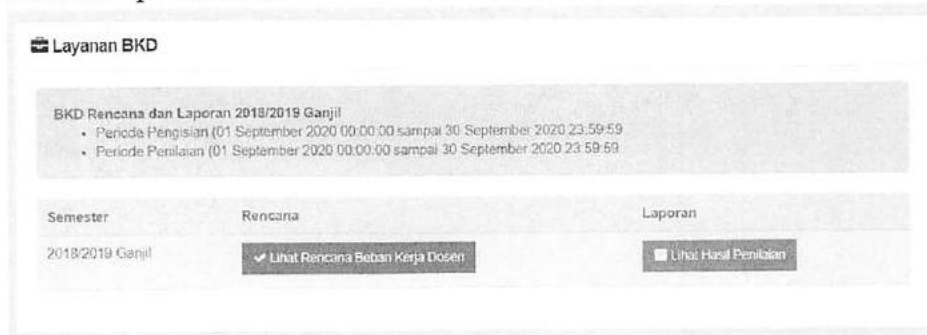 Layanan BKD
BKD Rencana dan Laporan 2018/2019 Ganjil
• Periode Pengisian (01 September 2020 00:00:00 sampai 30 September 2020 23:59:59
• Periode Penilaian (01 September 2020 00:00:00 sampai 30 September 2020 23:59:59
Semester Rencana Laporan
2018/2019 Ganjil Lihat Rencana Beban Kerja Dosen Lihat Hasil Penilaian